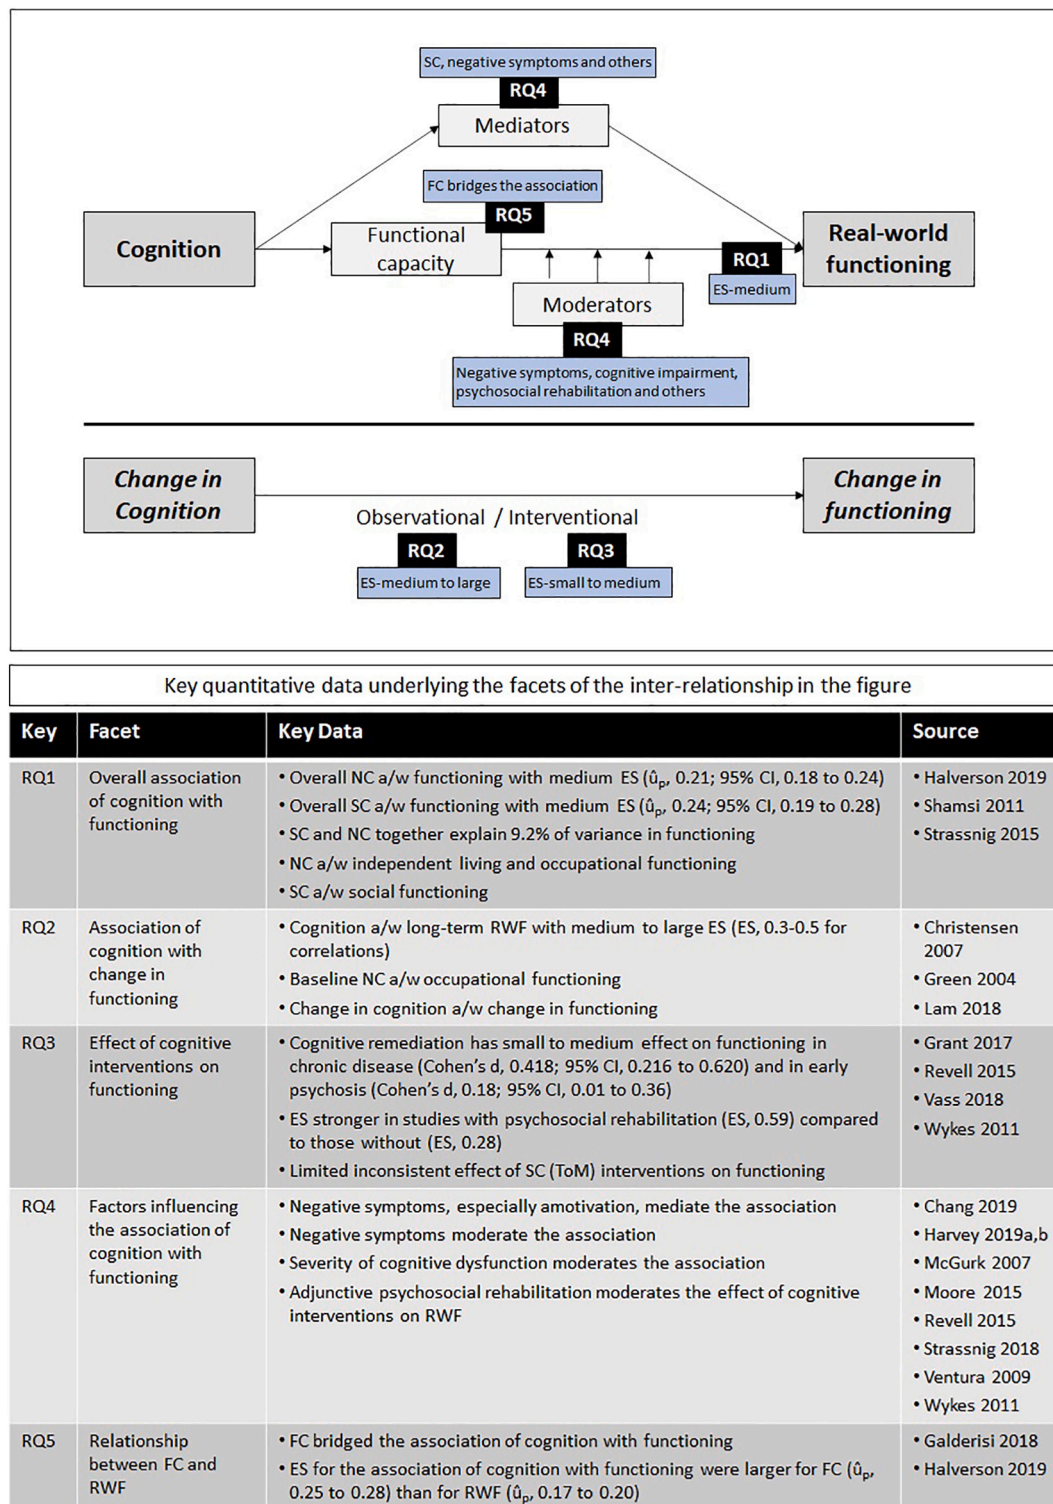 SC, negative symptoms and others
RQ4
Mediators
FC bridges the association
RQ5
Cognition
Functional
capacity
Real-world
functioning
RQ1
ES-medium
Moderators
RQ4
Negative symptoms, cognitive impairment,
psychosocial rehabilitation and others
Change in
Cognition
Change in
functioning
Observational / Interventional
RQ2
RQ3
ES-medium to large
ES-small to medium
Key quantitative data underlying the facets of the inter-relationship in the figure
Key
Facet
Key Data
Source
RQ1
Overall association
of cognition with
functioning
• Overall NC a/w functioning with medium ES (ûp, 0.21; 95% CI, 0.18 to 0.24)
• Overall SC a/w functioning with medium ES (ûp, 0.24; 95% CI, 0.19 to 0.28)
• SC and NC together explain 9.2% of variance in functioning
• NC a/w independent living and occupational functioning
• SC a/w social functioning
• Halverson 2019
• Shamsi 2011
• Strassnig 2015
RQ2
Association of
cognition with
change in
functioning
• Cognition a/w long-term RWF with medium to large ES (ES, 0.3-0.5 for
correlations)
• Baseline NC a/w occupational functioning
• Change in cognition a/w change in functioning
• Christensen
2007
• Green 2004
• Lam 2018
RQ3
Effect of cognitive
interventions on
functioning
• Cognitive remediation has small to medium effect on functioning in
chronic disease (Cohen's d, 0.418; 95% CI, 0.216 to 0.620) and in early
psychosis (Cohen's d, 0.18; 95% CI, 0.01 to 0.36)
• ES stronger in studies with psychosocial rehabilitation (ES, 0.59) compared
to those without (ES, 0.28)
• Limited inconsistent effect of SC (ToM) interventions on functioning
• Grant 2017
• Revell 2015
• Vass 2018
• Wykes 2011
RQ4
Factors influencing
the association of
cognition with
functioning
• Negative symptoms, especially amotivation, mediate the association
• Negative symptoms moderate the association
• Severity of cognitive dysfunction moderates the association
• Adjunctive psychosocial rehabilitation moderates the effect of cognitive
interventions on RWF
• Chang 2019
• Harvey 2019a,b
• McGurk 2007
• Moore 2015
• Revell 2015
• Strassnig 2018
• Ventura 2009
• Wykes 2011
RQ5
Relationship
between FC and
RWF
• FC bridged the association of cognition with functioning
• ES for the association of cognition with functioning were larger for FC (ûp,
0.25 to 0.28) than for RWF (ûp, 0.17 to 0.20)
• Galderisi 2018
• Halverson 2019